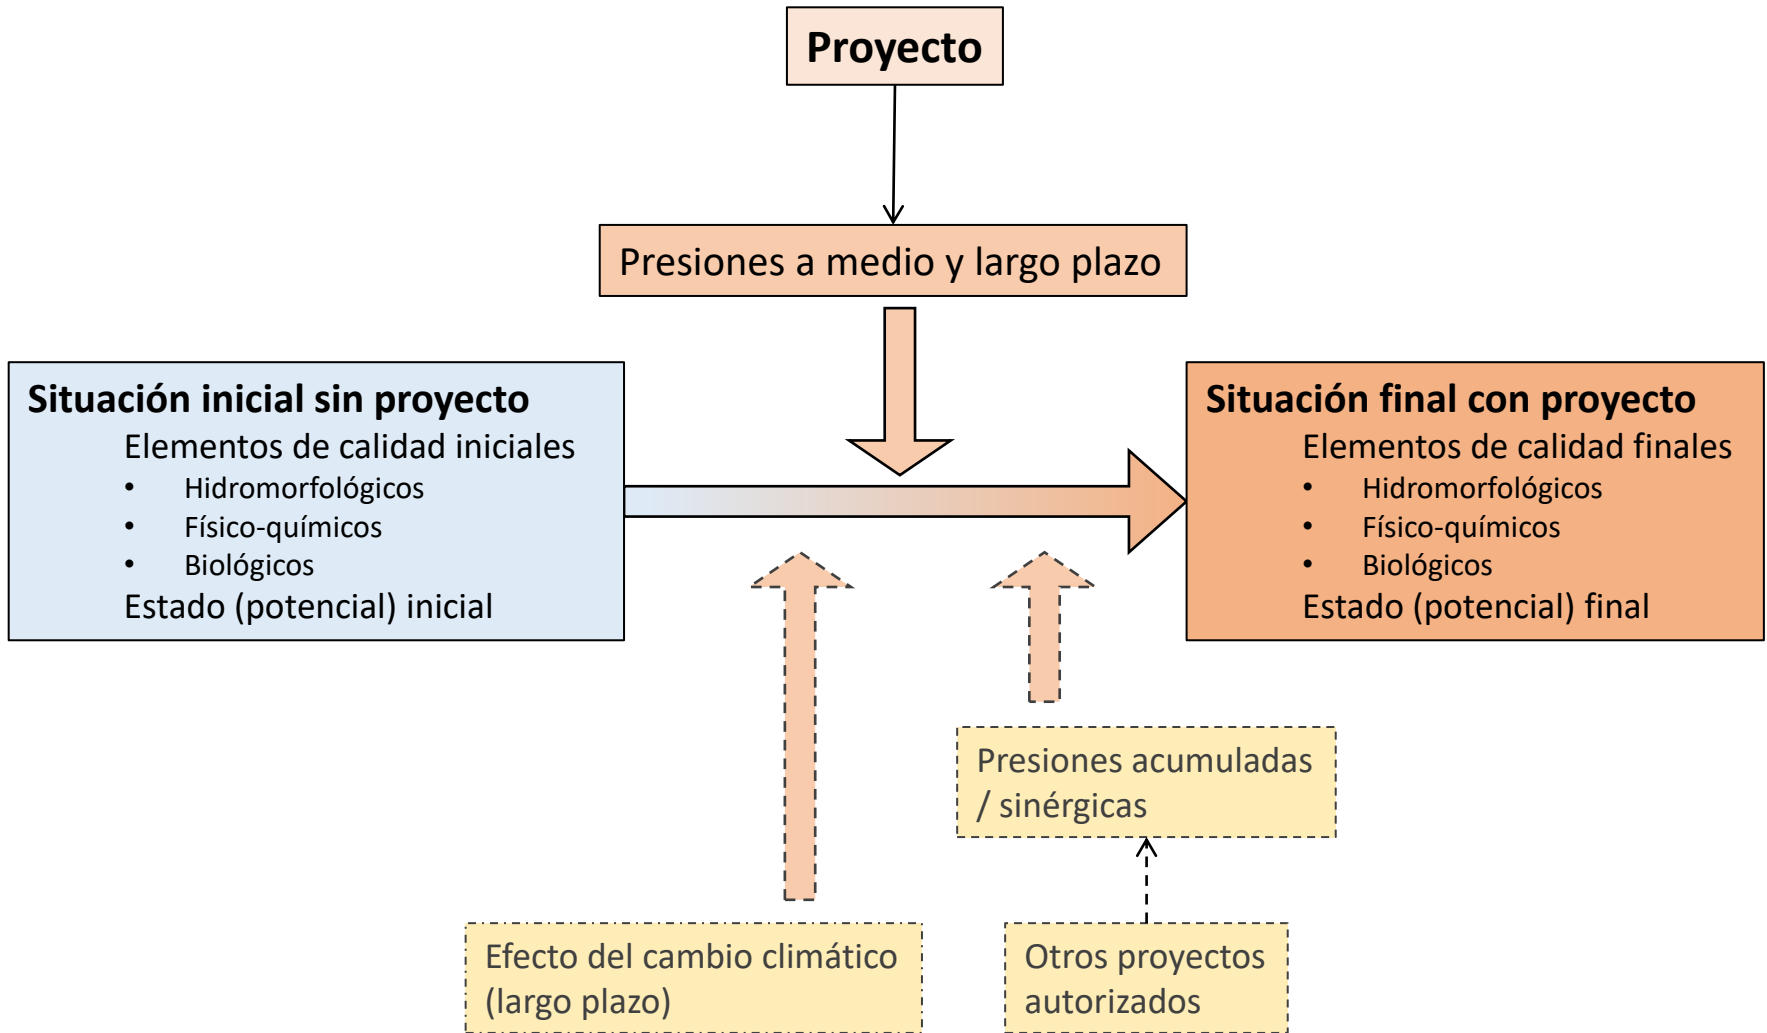 Proyecto
Presiones a medio y largo plazo
Situación inicial sin proyecto
Elementos de calidad iniciales
• Hidromorfológicos
• Físico-químicos
• Biológicos
Estado (potencial) inicial
Situación final con proyecto
Elementos de calidad finales
• Hidromorfológicos
• Físico-químicos
• Biológicos
Estado (potencial) final
Presiones acumuladas
/ sinérgicas
Efecto del cambio climático
(largo plazo)
Otros proyectos
autorizados